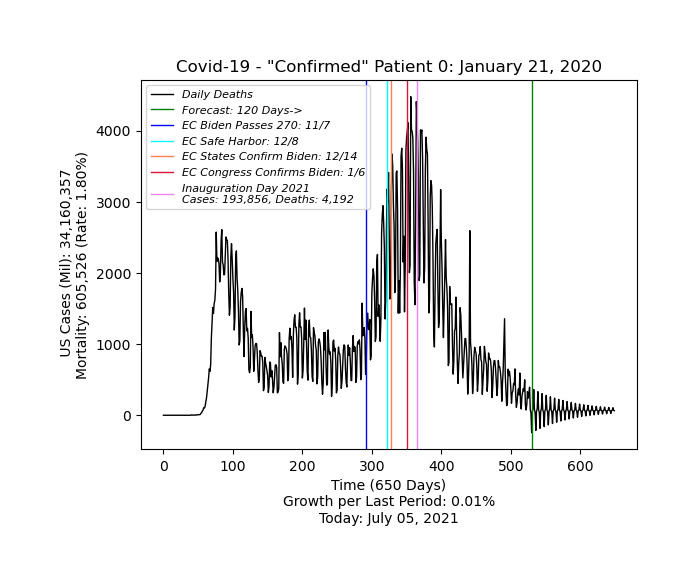 Covid-19 - "Confirmed" Patient 0: January 21, 2020
Daily Deaths
Forecast: 120 Days->
EC Biden Passes 270: 11/7
EC Safe Harbor: 12/8
EC States Confirm Biden: 12/14
EC Congress Confirms Biden: 1/6
Inauguration Day 2021
Cases: 193,856, Deaths: 4,192
US Cases (Mil): 34,160,357
Mortality: 605,526 (Rate: 1.80%)
4000
3000
2000
1000
0
0 100 200 300 400 500 600
Time (650 Days)
Growth per Last Period: 0.01%
Today: July 05, 2021